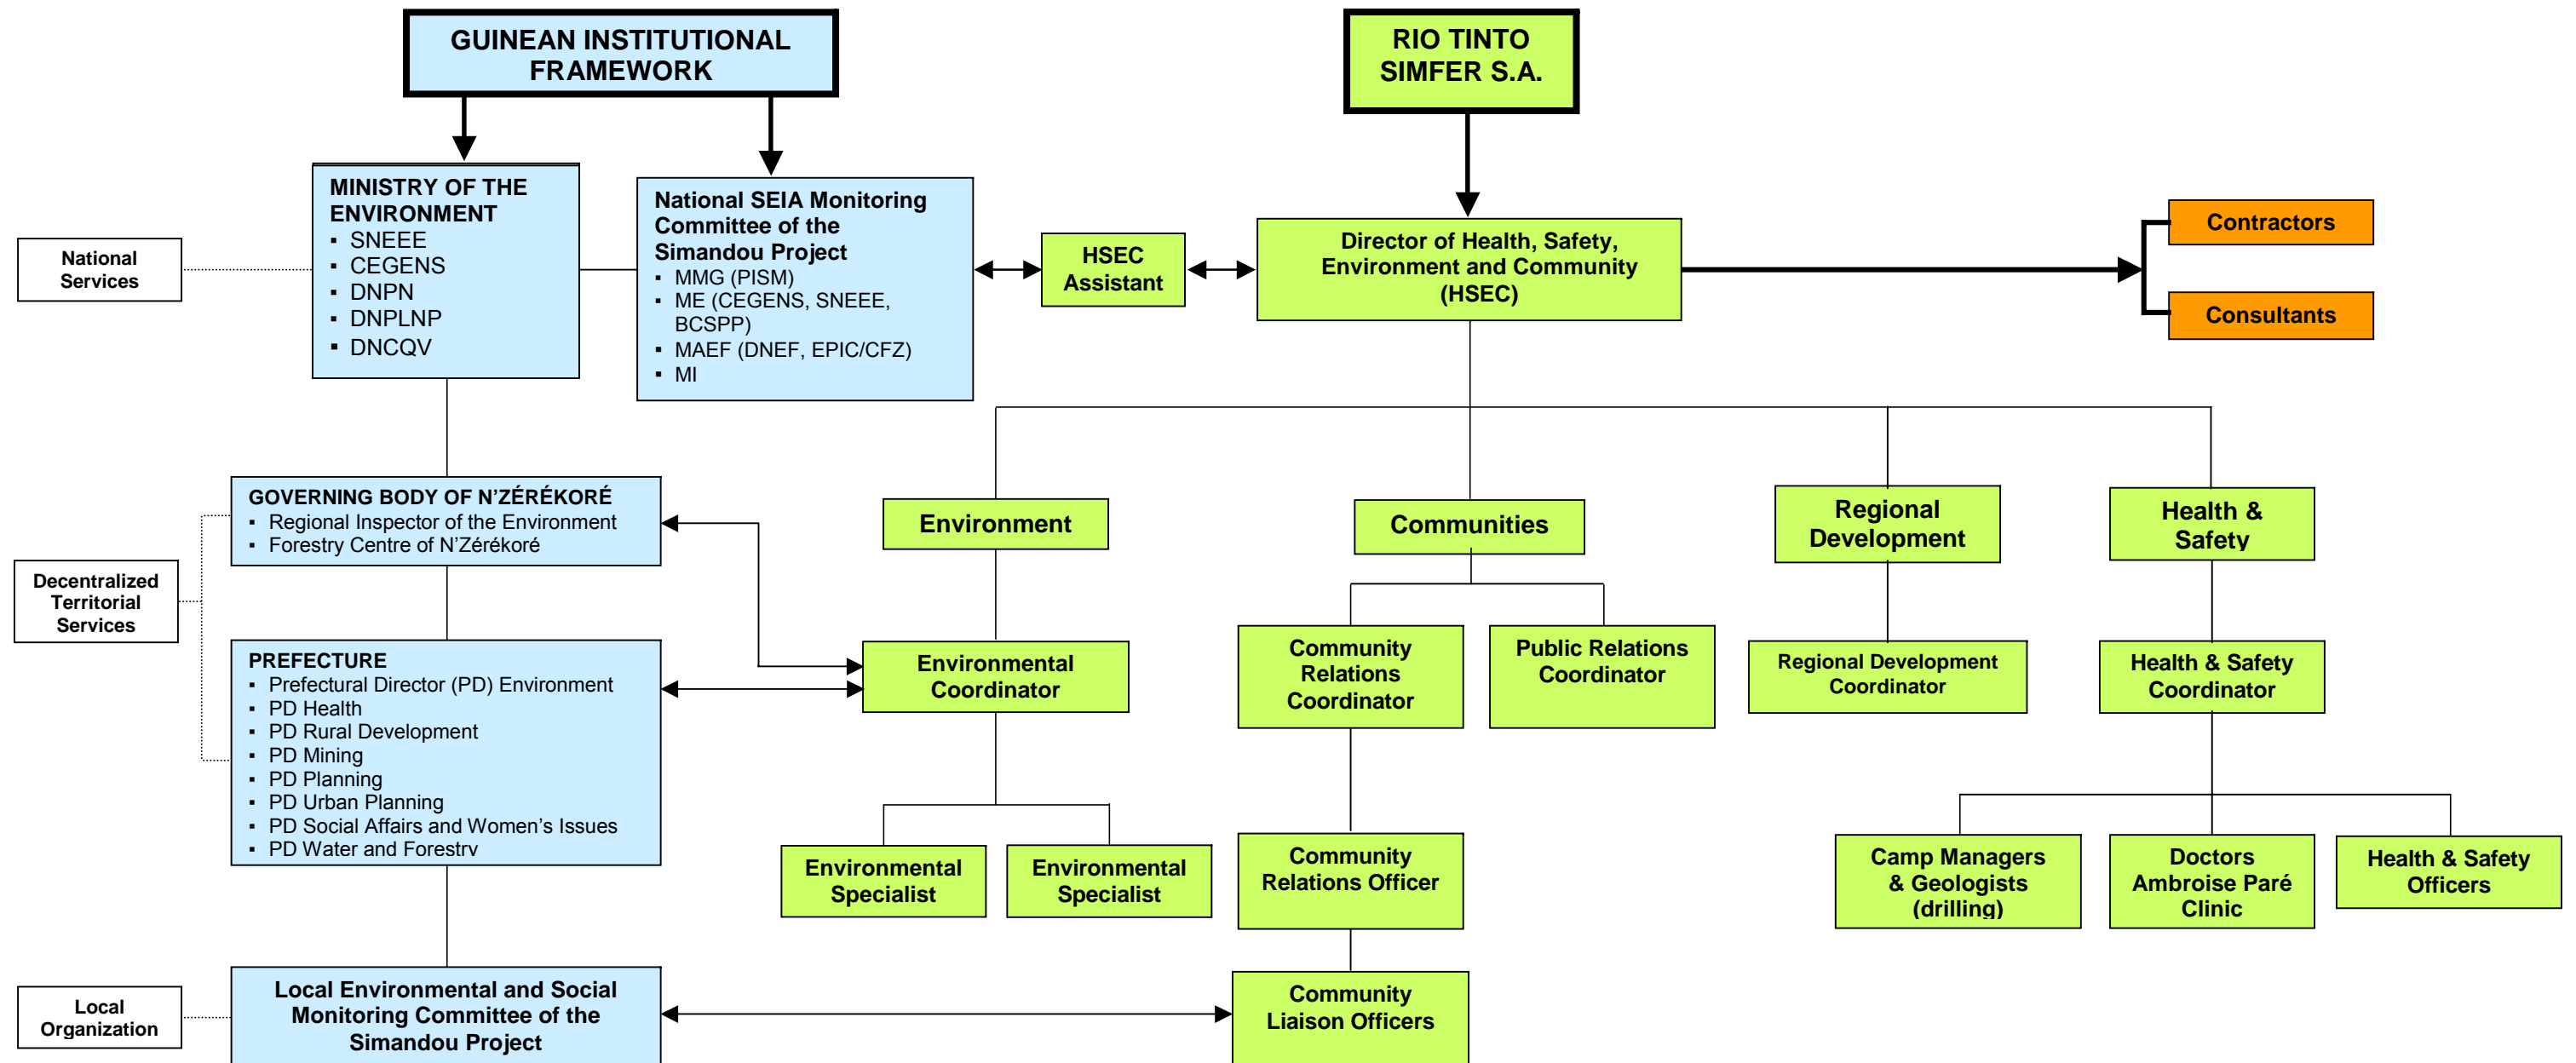 GUINEAN INSTITUTIONAL
FRAMEWORK
RIO TINTO
SIMFER S.A.
National
Services
MINISTRY OF THE
ENVIRONMENT
▪ SNEEE
▪ CEGENS
▪ DNPN
▪ DNPLNP
▪ DNCQV
National SEIA Monitoring
Committee of the
Simandou Project
▪ MMG (PISM)
▪ ME (CEGENS, SNEEE,
BCSPP)
▪ MAEF (DNEF, EPIC/CFZ)
▪ MI
HSEC
Assistant
Director of Health, Safety,
Environment and Community
(HSEC)
Contractors
Consultants
Decentralized
Territorial
Services
GOVERNING BODY OF N’ZÉRÉKORÉ
▪ Regional Inspector of the Environment
▪ Forestry Centre of N’Zérékoré
Environment
Communities
Regional
Development
Health &
Safety
PREFECTURE
▪ Prefectural Director (PD) Environment
▪ PD Health
▪ PD Rural Development
▪ PD Mining
▪ PD Planning
▪ PD Urban Planning
▪ PD Social Affairs and Women’s Issues
▪ PD Water and Forestry
Environmental
Coordinator
Community
Relations
Coordinator
Public Relations
Coordinator
Regional Development
Coordinator
Health & Safety
Coordinator
Environmental
Specialist
Environmental
Specialist
Community
Relations Officer
Camp Managers
& Geologists
(drilling)
Doctors
Ambroise Paré
Clinic
Health & Safety
Officers
Local
Organization
Local Environmental and Social
Monitoring Committee of the
Simandou Project
Community
Liaison Officers